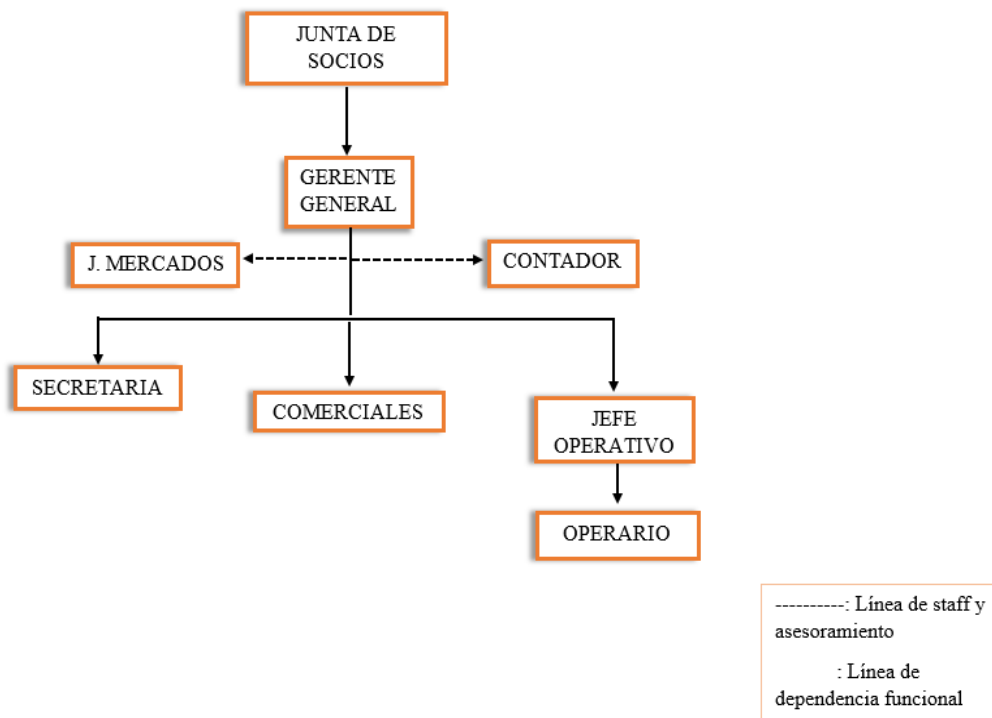 JUNTA DE
SOCIOS
GERENTE
GENERAL
J. MERCADOS
CONTADOR
SECRETARIA
COMERCIALES
JEFE
OPERATIVO
OPERARIO
----------: Línea de staff y
asesoramiento
: Línea de
dependencia funcional